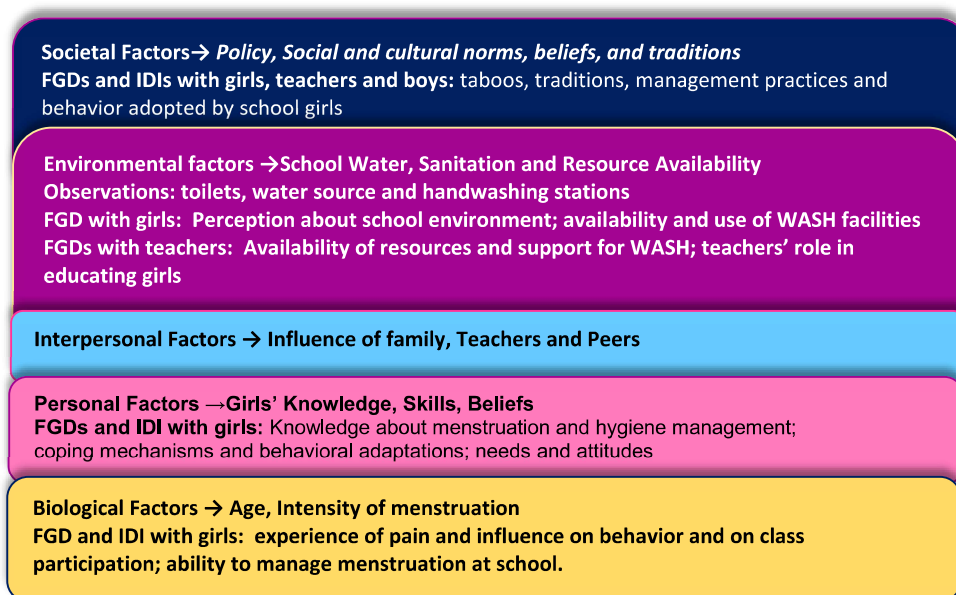 Societal Factors→ Policy, Social and cultural norms, beliefs, and traditions
FGDs and IDIs with girls, teachers and boys: taboos, traditions, management practices and
behavior adopted by school girls
Environmental factors →School Water, Sanitation and Resource Availability
Observations: toilets, water source and handwashing stations
FGD with girls:  Perception about school environment; availability and use of WASH facilities
FGDs with teachers:  Availability of resources and support for WASH; teachers’ role in
educating girls
Interpersonal Factors → Influence of family, Teachers and Peers
Personal Factors →Girls’ Knowledge, Skills, Beliefs
FGDs and IDI with girls: Knowledge about menstruation and hygiene management;
coping mechanisms and behavioral adaptations; needs and attitudes
Biological Factors → Age, Intensity of menstruation
FGD and IDI with girls:  experience of pain and influence on behavior and on class
participation; ability to manage menstruation at school.